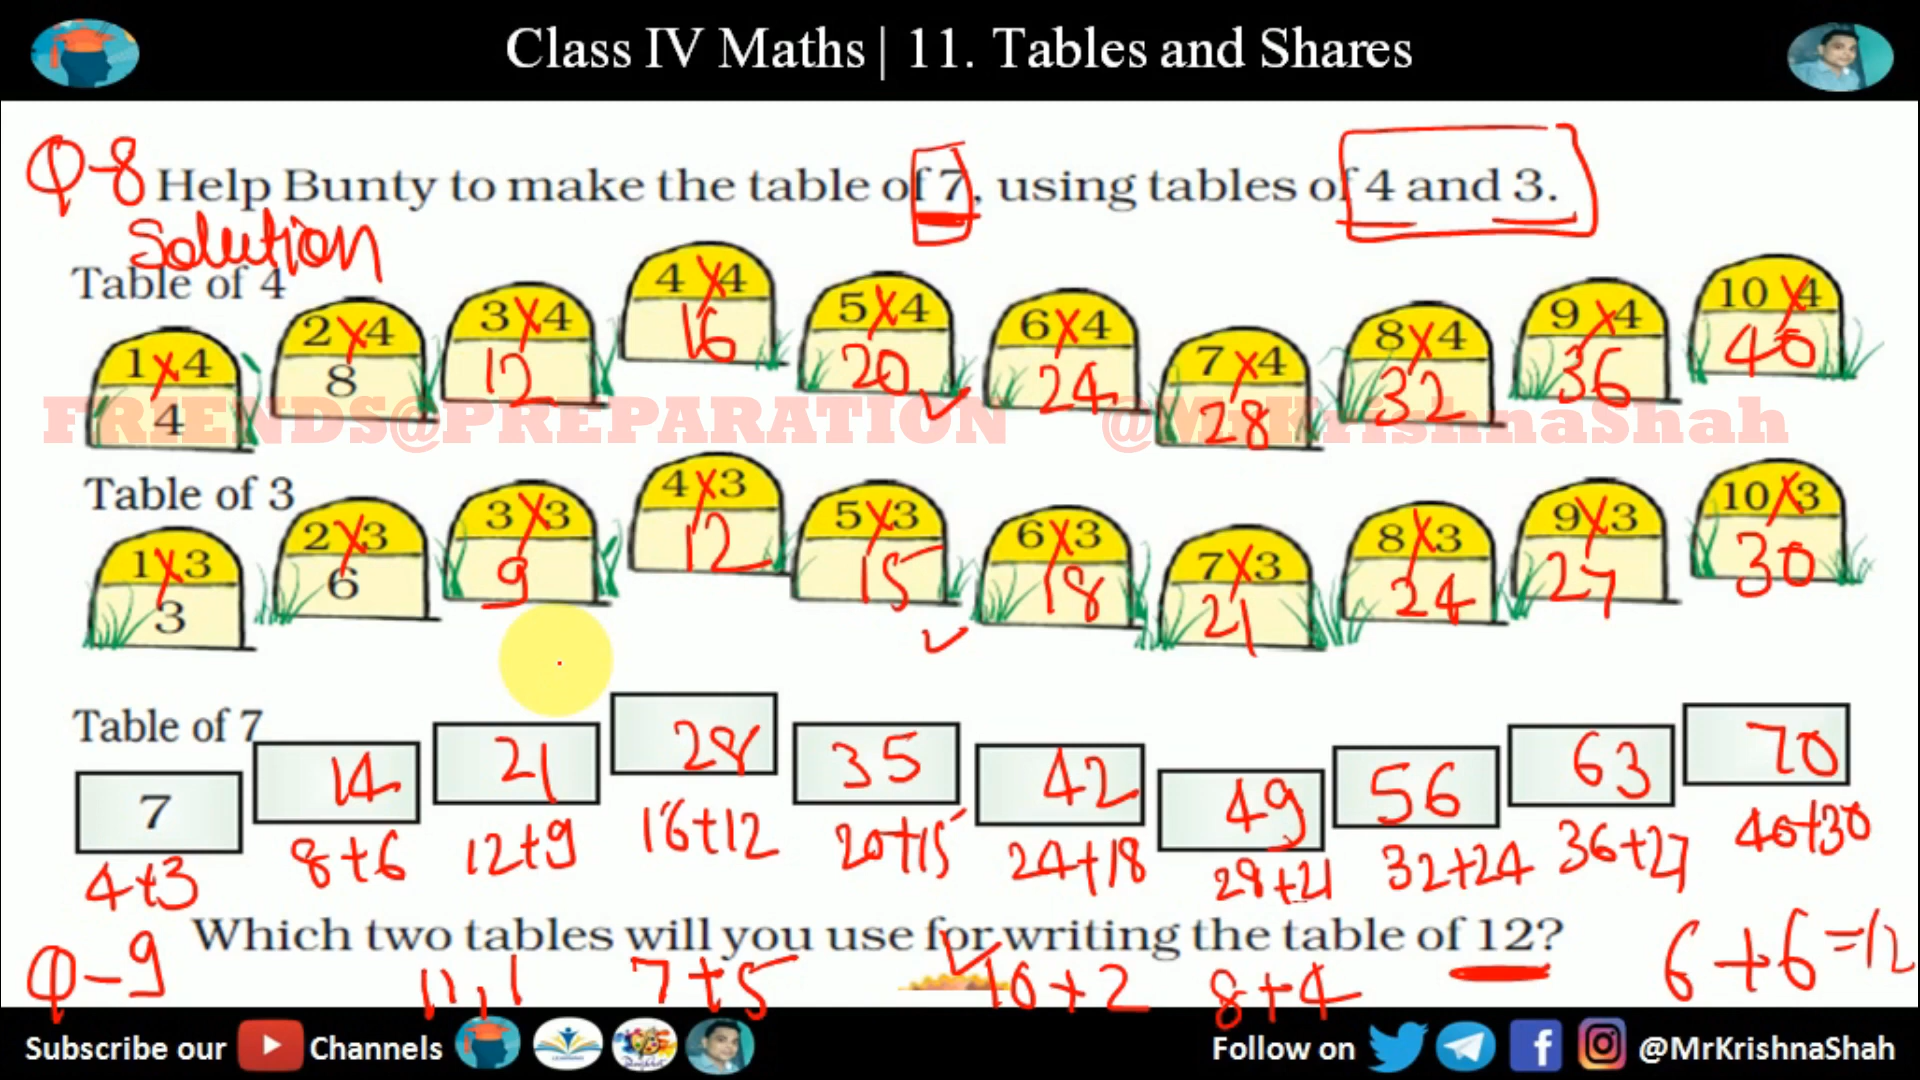 Class IV Maths | 11. Tables and Shares
Q-8 Help Bunty to make the table of 7, using tables of 4 and 3.
Solution
Table of 4
1 X 4 2 X 4 3 X 4 4 X 4 5 X 4 6 X 4 7 X 4 8 X 4 9 X 4 10 X 4
4 8 12 16 20 24 28 32 36 40
FRIENDS@PREPARATION @MrKrishnaShah
Table of 3
1 X 3 2 X 3 3 X 3 4 X 3 5 X 3 6 X 3 7 X 3 8 X 3 9 X 3 10 X 3
3 6 9 12 15 18 21 24 27 30
Table of 7
7 14 21 28 35 42 49 56 63 70
4+3 8+6 12+9 16+12 20+15 24+18 28+21 32+24 36+27 40+30
Q-9 Which two tables will you use for writing the table of 12?
11,1 7+5 10+2 8+4 6+6=12
Subscribe our Channels Follow on @MrKrishnaShah